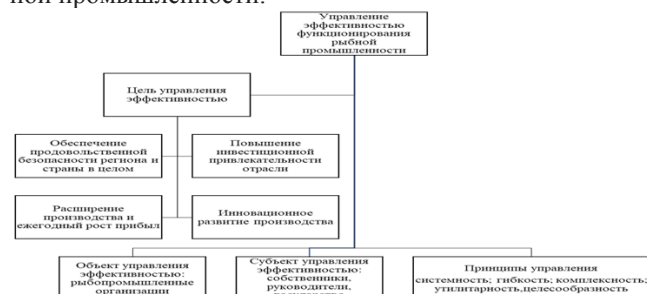 ной промышленности.
Управление
эффективностью
функционирования
рыбной
промышленности
Цель управления
эффективностью
Обеспечение
продовольственной
безопасности региона и
страны в целом
Повышение
инвестиционной
привлекательности
отрасли
Расширение
производства и
ежегодный рост прибыл
Инновационное
развитие производства
Объект управления
эффективностью:
рыбопромышленные
организации
Субъект управления
эффективностью:
собственники,
руководители,
Принципы управления
системность; гибкость; комплексность;
утилитарность,целесообразность